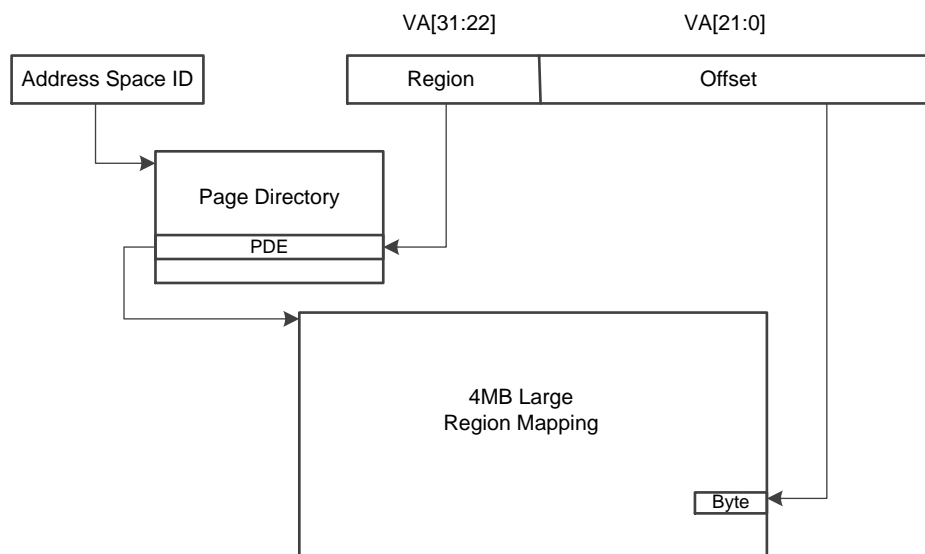 VA[31:22]
VA[21:0]
Address Space ID
Region
Offset
Page Directory
PDE
4MB Large
Region Mapping
Byte